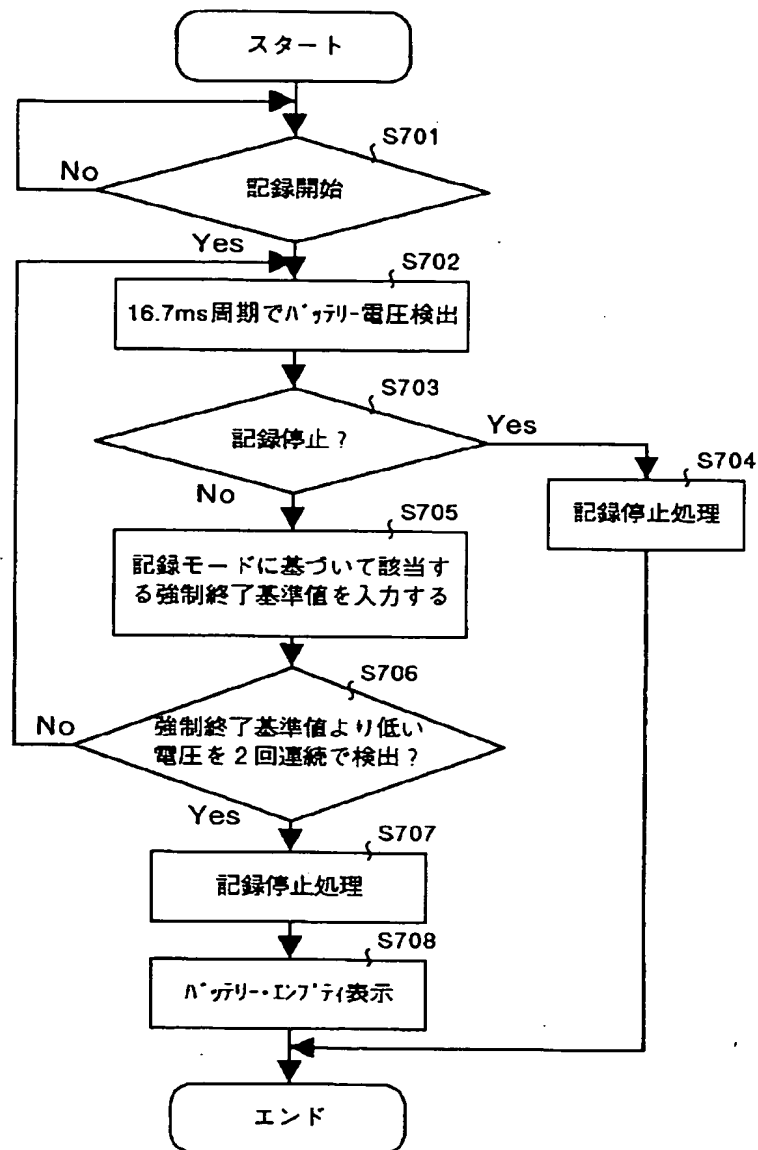 スタート
S701
No
記録開始
Yes
S702
16.7ms周期でﾊﾞｯﾃﾘｰ電圧検出
S703
記録停止?
Yes
No
S704
記録停止処理
S705
記録モードに基づいて該当す
る強制終了基準値を入力する
S706
No
強制終了基準値より低い
電圧を2回連続で検出?
Yes
S707
記録停止処理
S708
ﾊﾞｯﾃﾘｰ・ｴﾝﾌﾟﾃｨ表示
エンド